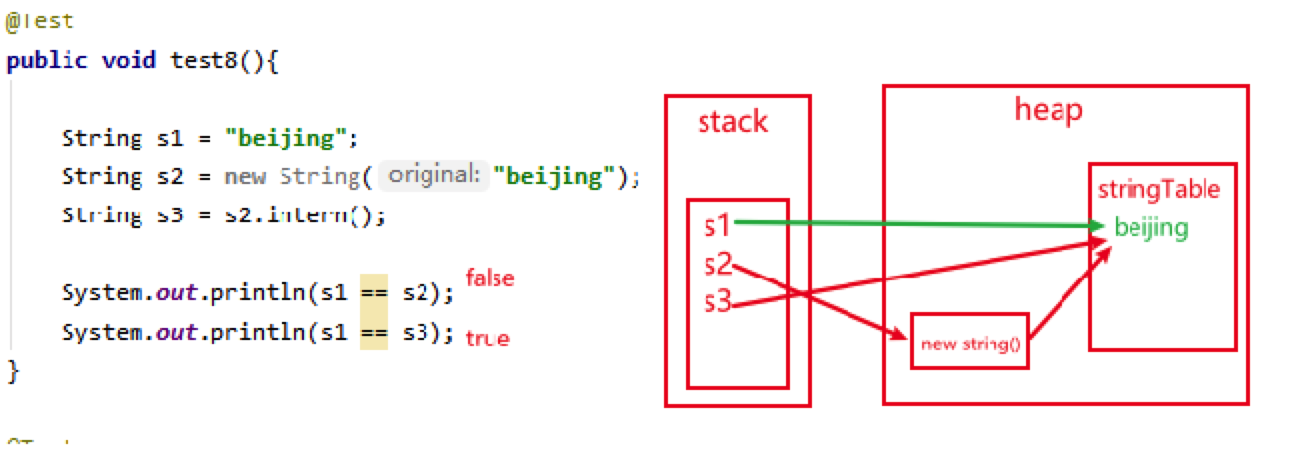 @Test
public void test8(){
String s1 = "beijing";
String s2 = new String( original: "beijing");
String s3 = s2.intern();
System.out.println(s1 == s2); false
System.out.println(s1 == s3); true
}
stack
s1
s2
s3
heap
stringTable
beijing
new string()